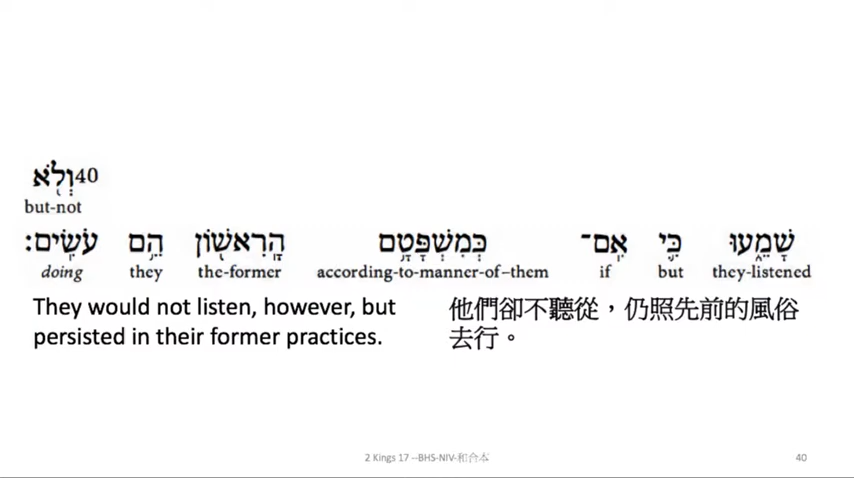 40וְלֹ֖א
but-not
שָׁמֵ֑עוּ כִּ֛י אִֽם־ כְּמִשְׁפָּטָ֥ם הָֽרִאשׁ֖וֹן הֵ֥ם עֹשִֽׂים׃
they-listened but if according-to-manner-of-them the-former they doing
They would not listen, however, but
persisted in their former practices.
他們卻不聽從，仍照先前的風俗
去行。
2 Kings 17 --BHS-NIV-和合本
40